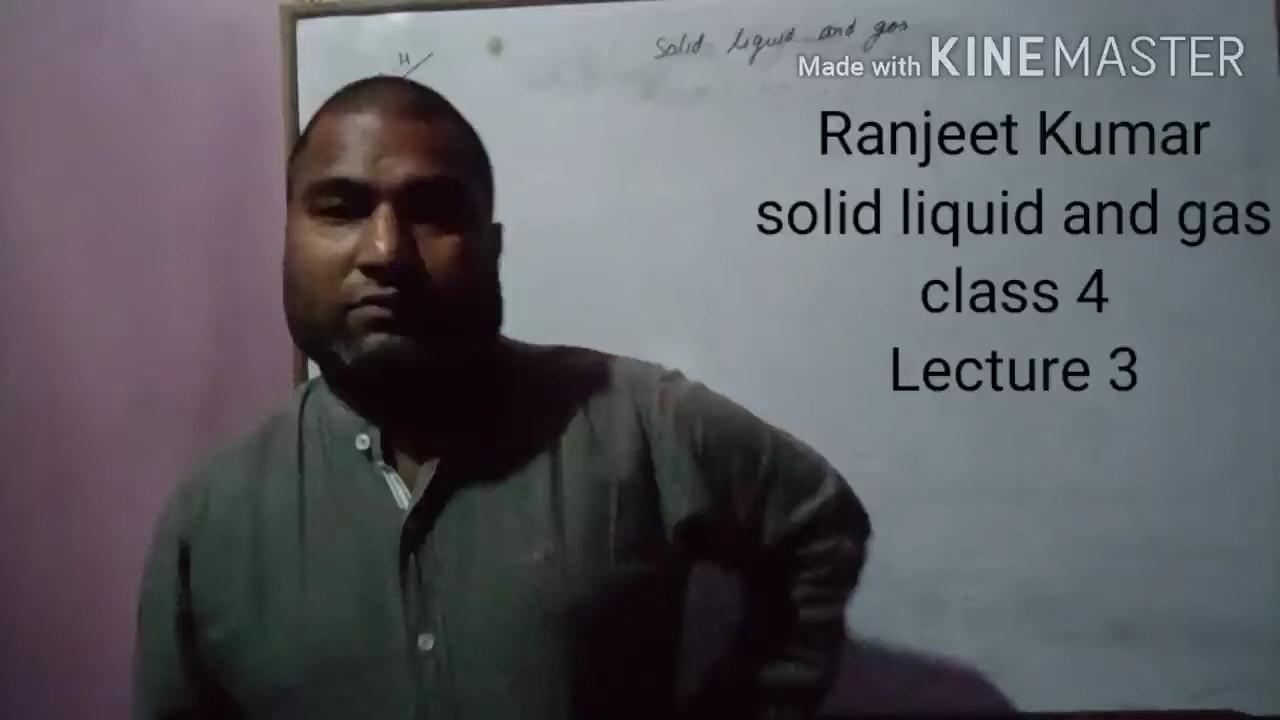 Solid liquid and gas
Made with KINEMASTER
Ranjeet Kumar
solid liquid and gas
class 4
Lecture 3